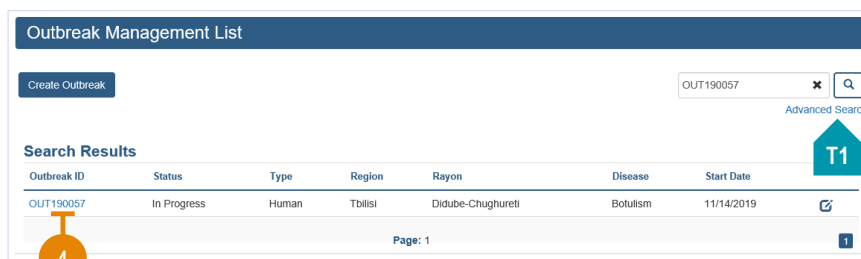 Outbreak Management List
Create Outbreak
OUT190057
Advanced Searc
T1
Search Results
Outbreak ID Status Type Region Rayon Disease Start Date
OUT190057 In Progress Human Tbilisi Didube-Chughureti Botulism 11/14/2019
Page: 1 1
4